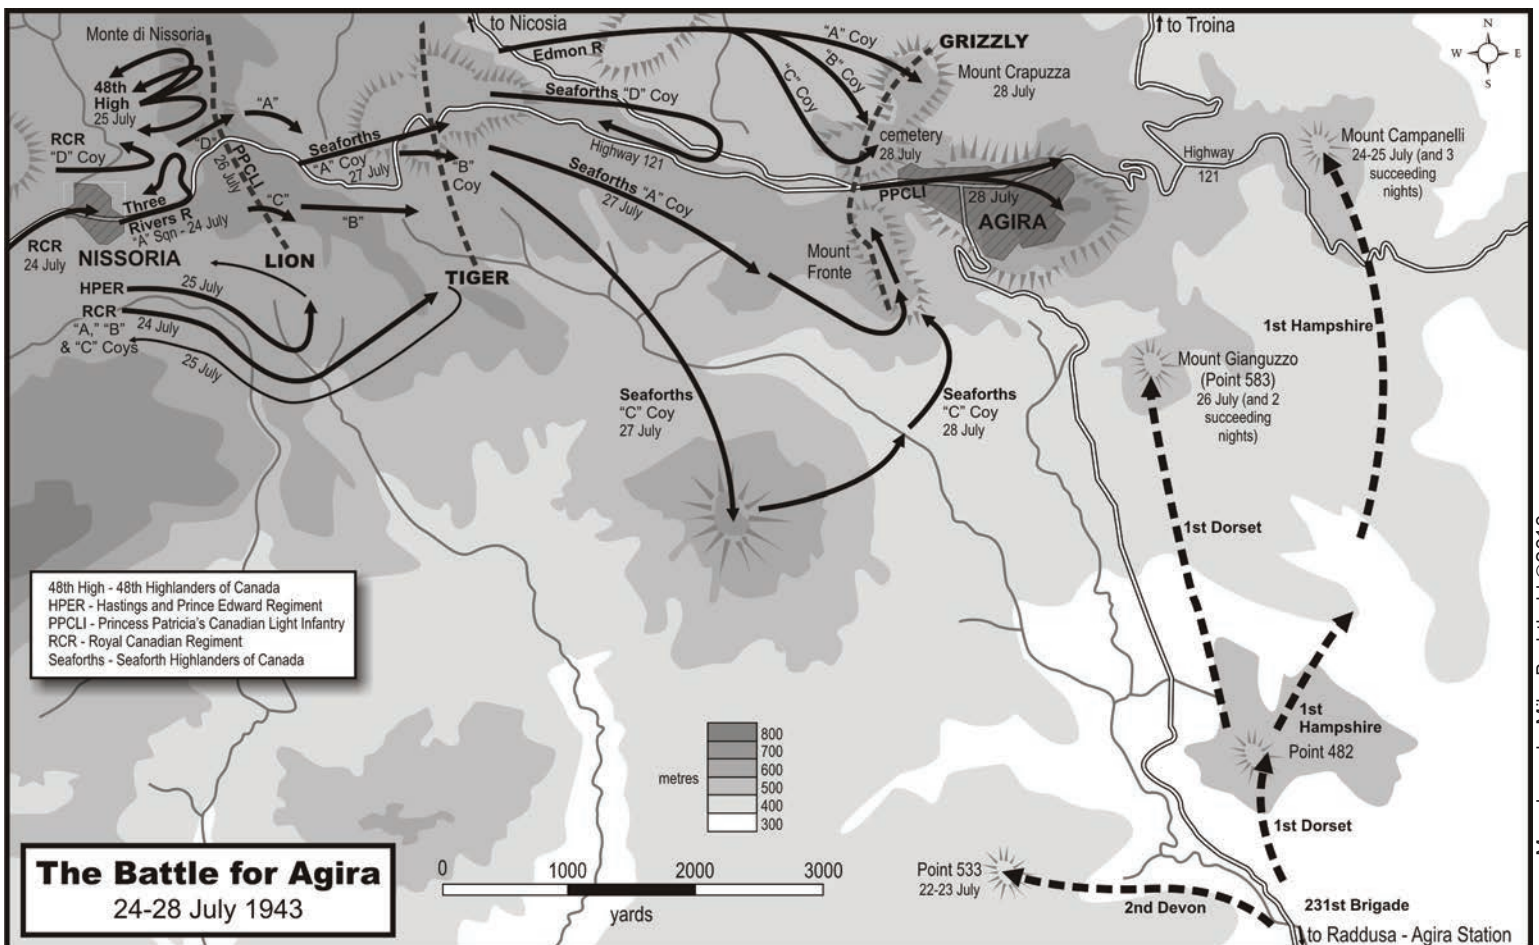 to Nicosia
to Troina
N
W E
S
Monte di Nissoria
48th
High
25 July
RCR
"D" Coy
"D"
"A"
PPCLI
26 July
"C"
"B"
Three
Rivers R
"A" Sqn - 24 July
RCR
24 July
NISSORIA
LION
TIGER
HPER
25 July
RCR
"A," "B"
& "C" Coys
24 July
25 July
Seaforths
"A" Coy
27 July
"B"
Coy
Edmon R
"A" Coy
"B" Coy
"C" Coy
GRIZZLY
Mount Crapuzza
28 July
cemetery
28 July
Seaforths "D" Coy
Highway 121
Seaforths "A" Coy
27 July
PPCLI
28 July
AGIRA
Mount
Fronte
Highway
121
Mount Campanelli
24-25 July (and 3
succeeding
nights)
1st Hampshire
Mount Gianguzzo
(Point 583)
26 July (and 2
succeeding
nights)
Seaforths
"C" Coy
27 July
Seaforths
"C" Coy
28 July
1st Dorset
1st
Hampshire
Point 482
1st Dorset
Point 533
22-23 July
2nd Devon
231st Brigade
to Raddusa - Agira Station
48th High - 48th Highlanders of Canada
HPER - Hastings and Prince Edward Regiment
PPCLI - Princess Patricia's Canadian Light Infantry
RCR - Royal Canadian Regiment
Seaforths - Seaforth Highlanders of Canada
metres
800
700
600
500
400
300
0 1000 2000 3000
yards
The Battle for Agira
24-28 July 1943